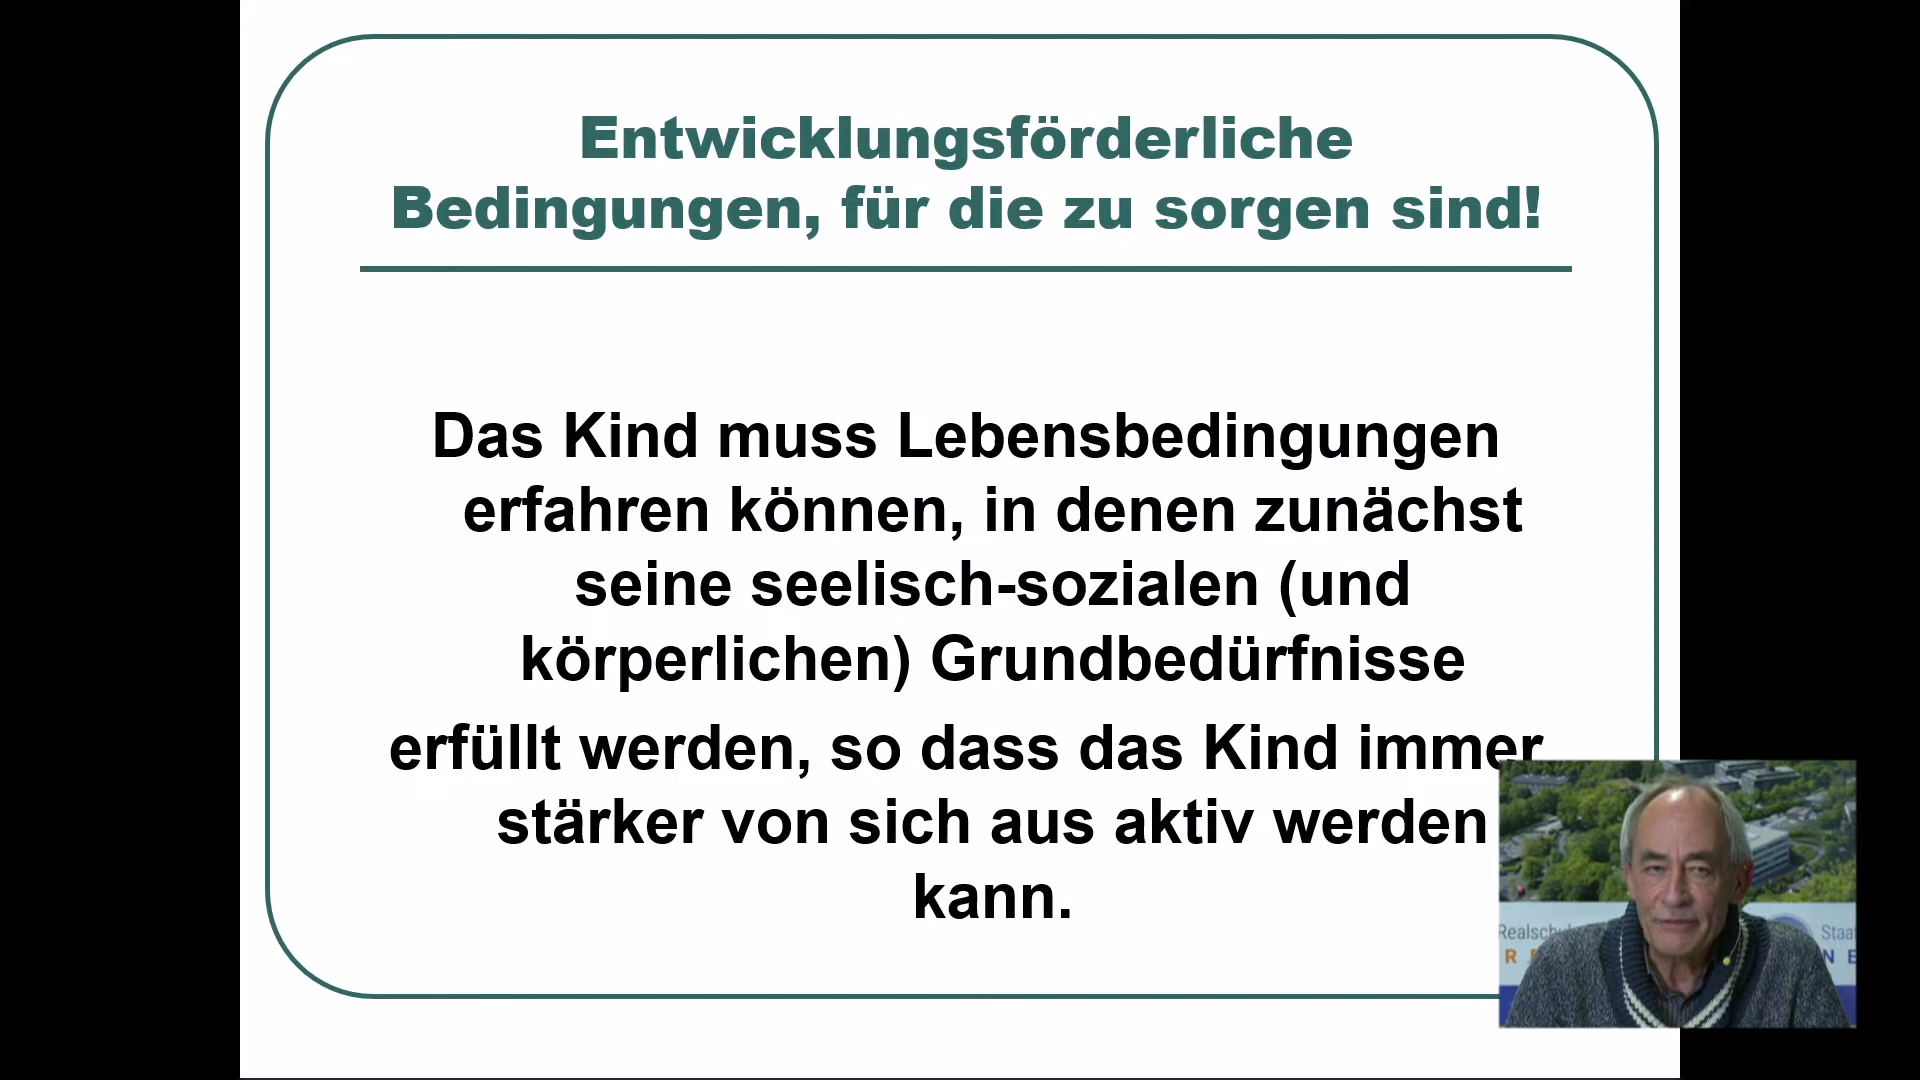 Entwicklungsförderliche
Bedingungen, für die zu sorgen sind!
Das Kind muss Lebensbedingungen
erfahren können, in denen zunächst
seine seelisch-sozialen (und
körperlichen) Grundbedürfnisse
erfüllt werden, so dass das Kind immer
stärker von sich aus aktiv werden
kann.